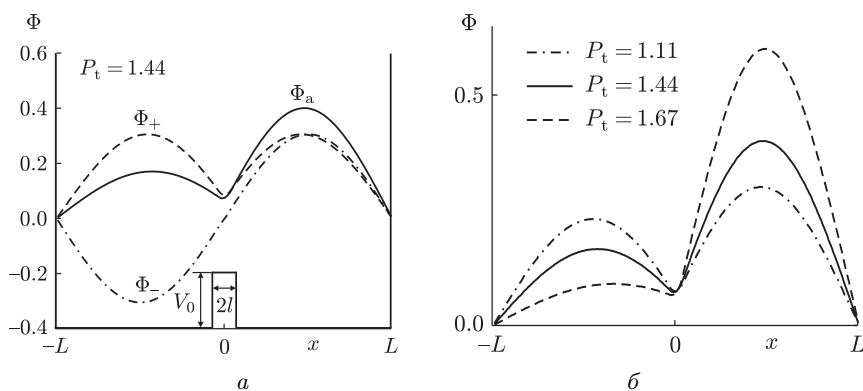 Φ
0.6
P_t = 1.44
0.4
Φ_a
Φ_+
0.2
0.0
−0.2
Φ_−
V_0
2l
−0.4
−L
0
x
L
а
Φ
P_t = 1.11
0.5
P_t = 1.44
P_t = 1.67
0.0
−L
0
x
L
б